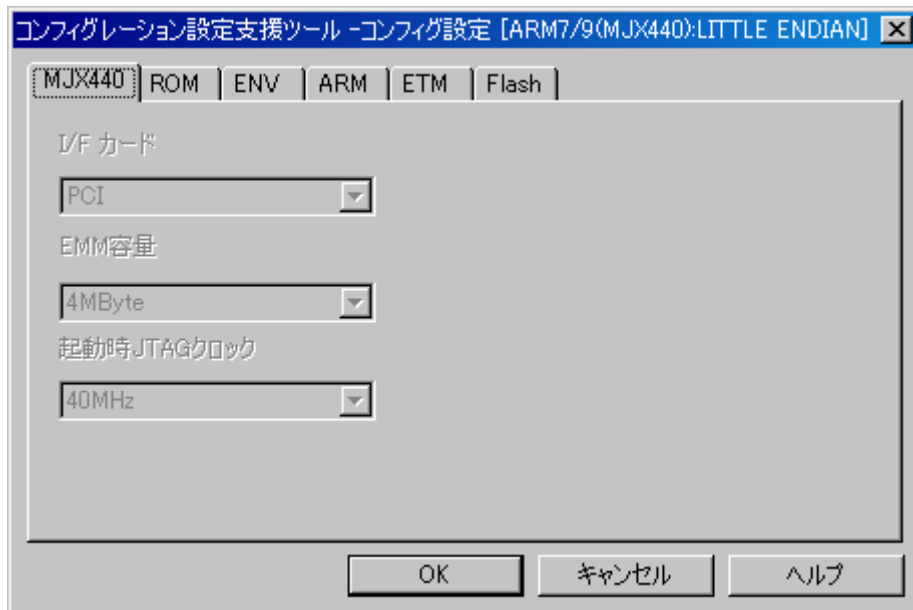 コンフィグレーション設定支援ツール -コンフィグ設定 [ARM7/9(MJX440):LITTLE ENDIAN]
MJX440 ROM ENV ARM ETM Flash
I/F カード
PCI
EMM容量
4MByte
起動時JTAGクロック
40MHz
OK キャンセル ヘルプ